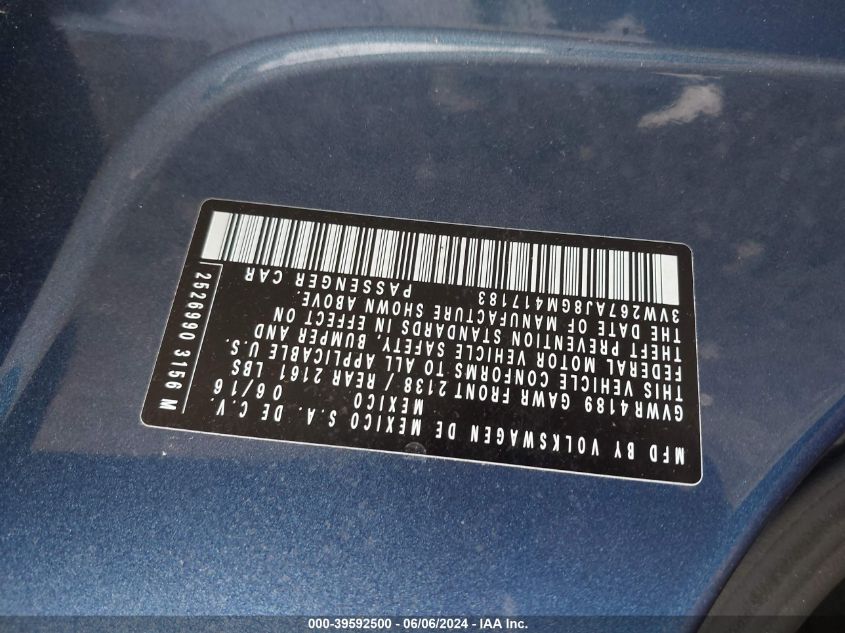 MFD BY VOLKSWAGEN DE MEXICO S.A. DE C.V.
MEXICO 06/16
GVWR4189 GAWR FRONT 2138 / REAR 2161 LBS
THIS VEHICLE CONFORMS TO ALL APPLICABLE U.S.
FEDERAL MOTOR VEHICLE SAFETY, BUMPER AND
THEFT PREVENTION STANDARDS IN EFFECT ON
THE DATE OF MANUFACTURE SHOWN ABOVE.
3VW267AJ8GM417183 PASSENGER CAR
2526990 3156 M
000-39592500 - 06/06/2024 - IAA Inc.